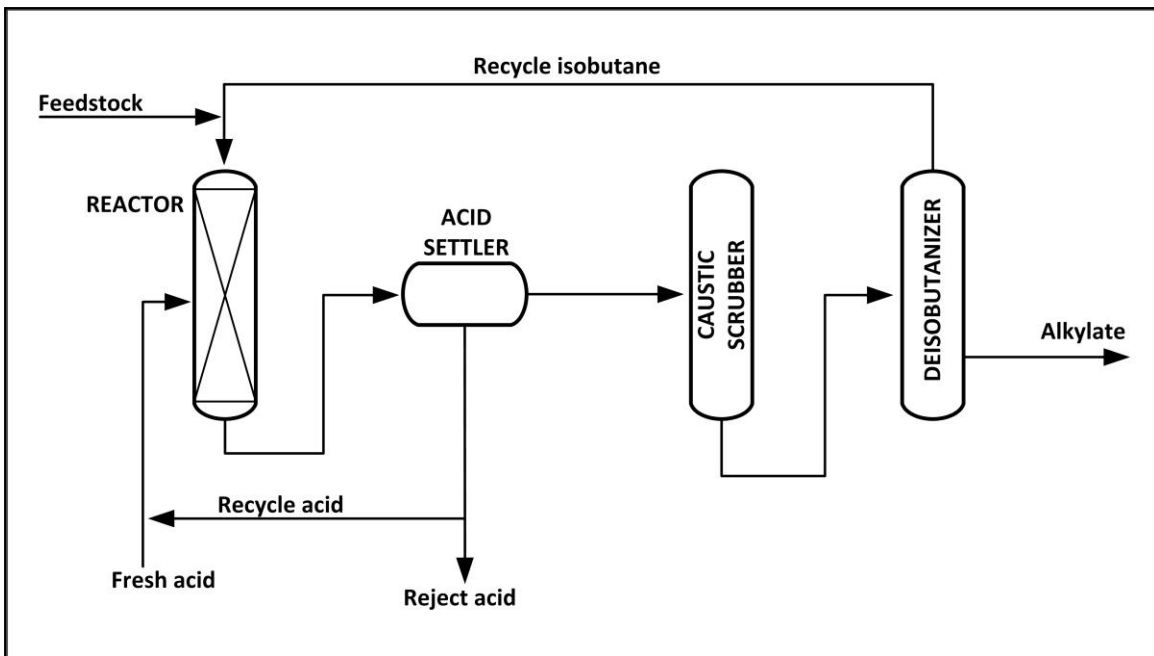 Recycle isobutane
Feedstock
REACTOR
ACID
SETTLER
CAUSTIC
SCRUBBER
DEISOBUTANIZER
Alkylate
Recycle acid
Fresh acid
Reject acid